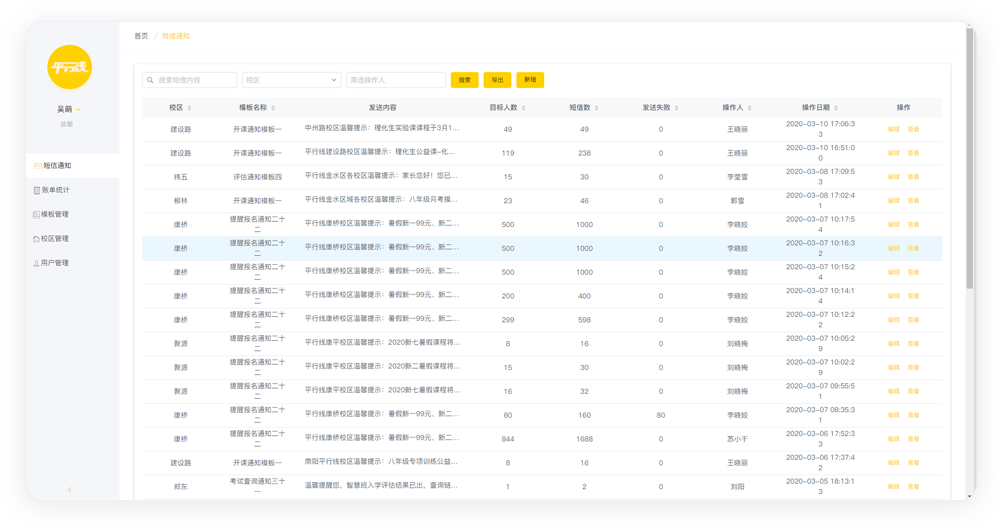 首页 / 短信通知
平行线
吴萌
总部
短信通知
账单统计
模板管理
校区管理
用户管理
搜索短信内容 校区 筛选操作人 搜索 导出 新增
校区 模板名称 发送内容 目标人数 短信数 发送失败 操作人 操作日期 操作
建设路 开课通知模板一 中州路校区温馨提示：理化生实验课课程于3月1... 49 49 0 王晓丽 2020-03-10 17:06:3
3 编辑 查看
建设路 开课通知模板一 平行线建设路校区温馨提示：理化生公益课-化... 119 238 0 王晓丽 2020-03-10 16:51:0
0 编辑 查看
纬五 评估通知模板四 平行线金水区各校区温馨提示：家长您好！您已... 15 30 0 李莹雪 2020-03-08 17:09:5
3 编辑 查看
柳林 开课通知模板一 平行线金水区域各校区温馨提示：八年级月考摸... 23 46 0 郭雪 2020-03-08 17:02:4
1 编辑 查看
康桥 提醒报名通知二十
二 平行线康桥校区温馨提示：暑假新一99元、新二... 500 1000 0 李晓姣 2020-03-07 10:17:5
4 编辑 查看
康桥 提醒报名通知二十
二 平行线康桥校区温馨提示：暑假新一99元、新二... 500 1000 0 李晓姣 2020-03-07 10:16:3
2 编辑 查看
康桥 提醒报名通知二十
二 平行线康桥校区温馨提示：暑假新一99元、新二... 500 1000 0 李晓姣 2020-03-07 10:15:2
4 编辑 查看
康桥 提醒报名通知二十
二 平行线康桥校区温馨提示：暑假新一99元、新二... 200 400 0 李晓姣 2020-03-07 10:14:1
4 编辑 查看
康桥 提醒报名通知二十
二 平行线康桥校区温馨提示：暑假新一99元、新二... 299 598 0 李晓姣 2020-03-07 10:12:2
2 编辑 查看
聚源 提醒报名通知二十
二 平行线康平校区温馨提示：2020新七暑假课程将... 8 16 0 刘晓梅 2020-03-07 10:05:2
9 编辑 查看
聚源 提醒报名通知二十
二 平行线康平校区温馨提示：2020新二暑假课程将... 15 30 0 刘晓梅 2020-03-07 10:02:2
9 编辑 查看
聚源 提醒报名通知二十
二 平行线康平校区温馨提示：2020新七暑假课程将... 16 32 0 刘晓梅 2020-03-07 09:55:5
1 编辑 查看
康桥 提醒报名通知二十
二 平行线康桥校区温馨提示：暑假新一99元、新二... 80 160 80 李晓姣 2020-03-07 08:35:3
1 编辑 查看
康桥 提醒报名通知二十
二 平行线康桥校区温馨提示：暑假新一99元、新二... 844 1688 0 苏小干 2020-03-06 17:52:3
3 编辑 查看
建设路 开课通知模板一 南阳平行线校区温馨提示：八年级专项训练公益... 8 16 0 王晓丽 2020-03-06 17:37:4
2 编辑 查看
郑东 考试查询通知三十
一 温馨提醒您，智慧班入学评估结果已出，查询链... 1 2 0 刘阳 2020-03-05 18:13:1
3 编辑 查看